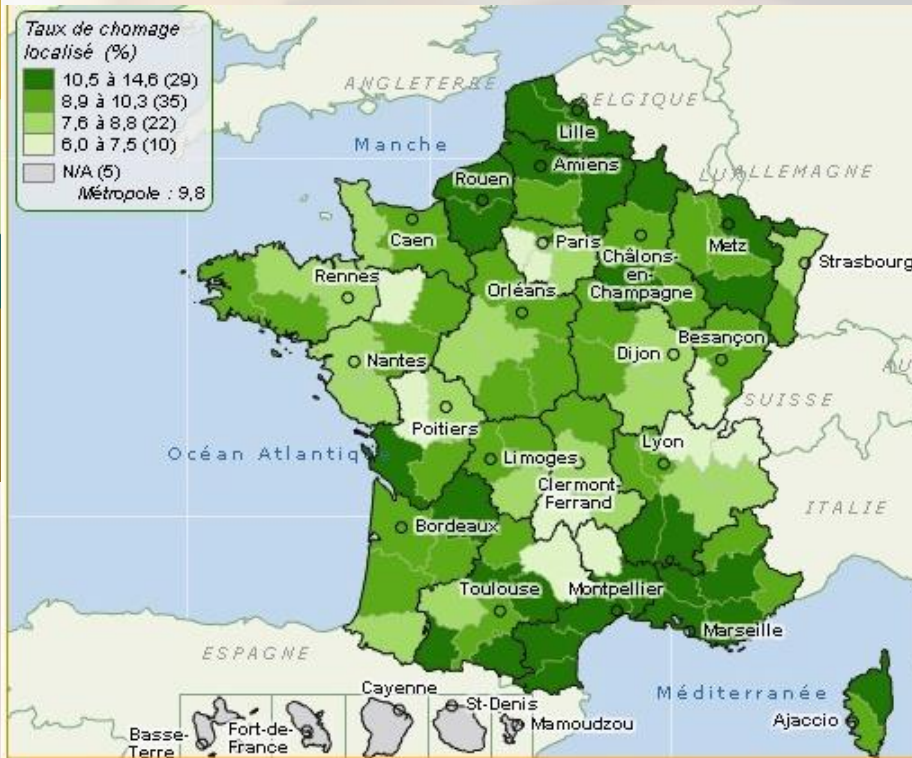 Taux de chomage
localisé (%)
10,5 à 14,6 (29)
8,9 à 10,3 (35)
7,6 à 8,8 (22)
6,0 à 7,5 (10)
N/A (5)
Métropole : 9,8
ANGLETERRE
BELGIQUE
Lille
Manche
Amiens
LUX
ALLEMAGNE
Rouen
Caen
Paris
Châlons-
en-
Champagne
Metz
Strasbourg
Rennes
Orléans
Nantes
Dijon
Besançon
AU
SUISSE
Poitiers
Océan Atlantique
Limoges
Lyon
Clermont-
Ferrand
ITALIE
Bordeaux
Toulouse
Montpellier
Marseille
ESPAGNE
Cayenne
St-Denis
Méditerranée
Basse-
Terre
Fort-de-
France
Mamoudzou
Ajaccio